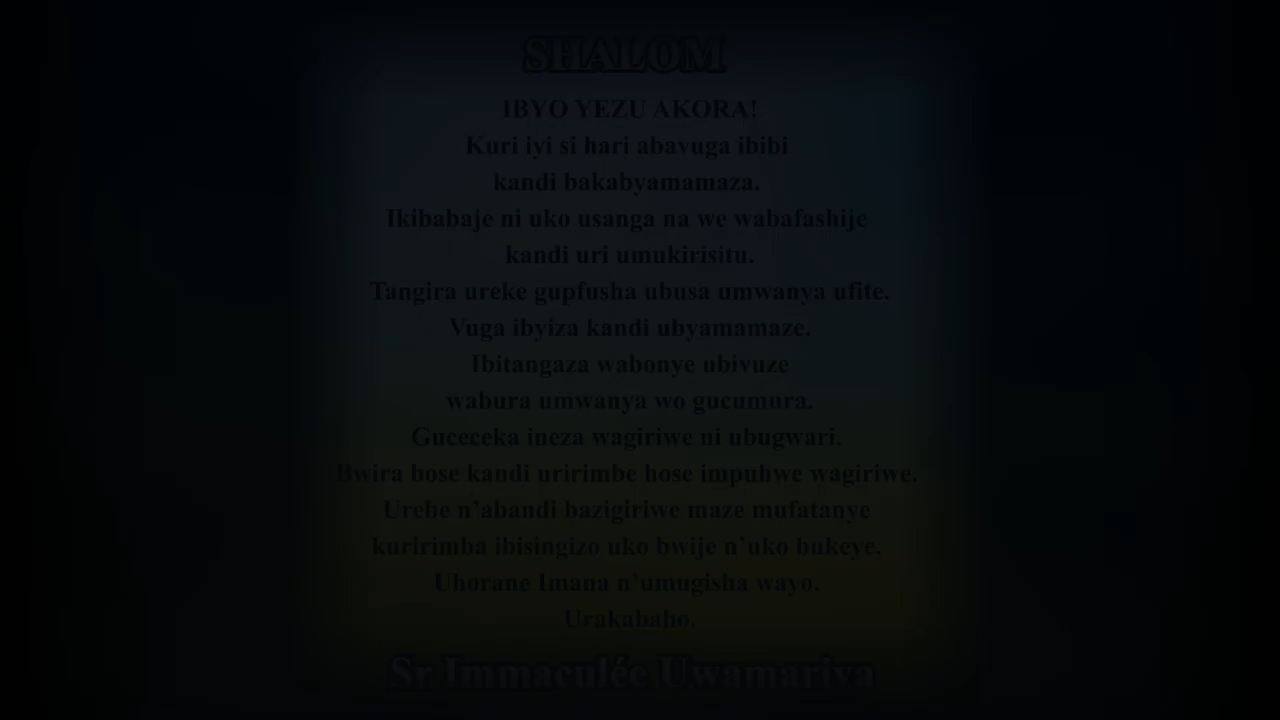 SHALOM
IBYO YEZU AKORA!
Kuri iyi si hari abavuga ibibi
kandi bakabyamamaza.
Ikibabaje ni uko usanga na we wabafashije
kandi uri umukirisitu.
Tangira ureke gupfusha ubusa umwanya ufite.
Vuga ibyiza kandi ubyamamaze.
Ibitangaza wabonye ubivuze
wabura umwanya wo gucumura.
Guceceka ineza wagiriwe ni ubugwari.
Bwira bose kandi uririmbe hose impuhwe wagiriwe.
Urebe n’abandi bazigiriwe maze mufatanye
kuririmba ibisingizo uko bwije n’uko bukeye.
Uhorane Imana n’umugisha wayo.
Urakabaho.
Sr Immaculée Uwamariya